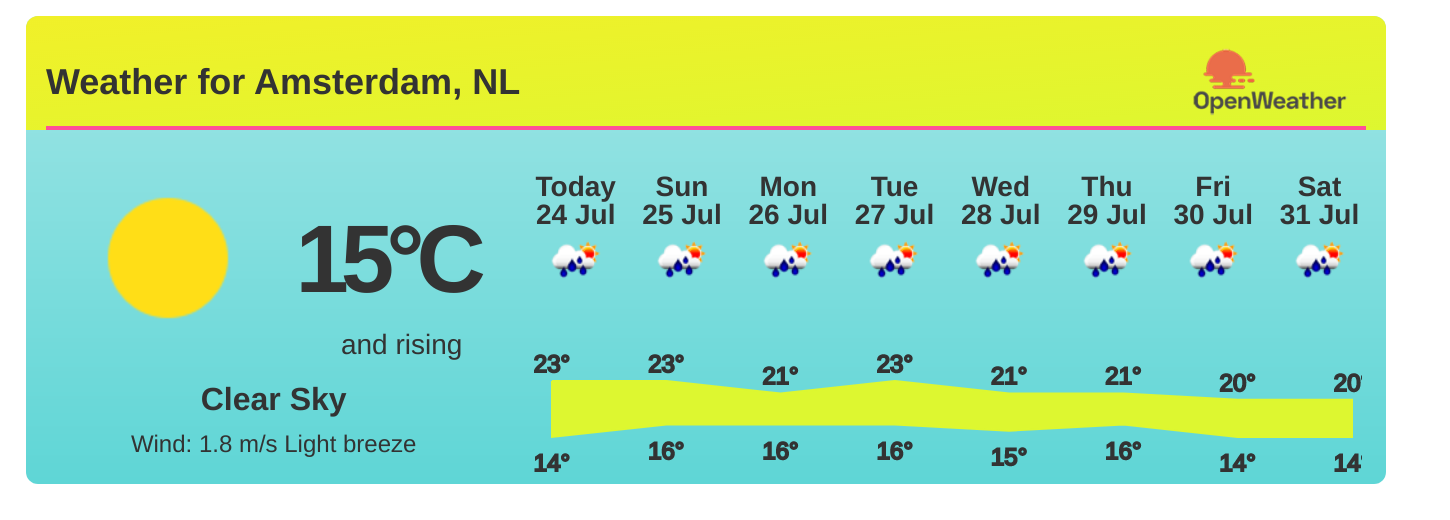 Weather for Amsterdam, NL
OpenWeather
Today Sun Mon Tue Wed Thu Fri Sat
24 Jul 25 Jul 26 Jul 27 Jul 28 Jul 29 Jul 30 Jul 31 Jul
15°C
and rising
23° 23° 21° 23° 21° 21° 20° 20°
Clear Sky
Wind: 1.8 m/s Light breeze
14° 16° 16° 16° 15° 16° 14° 14°